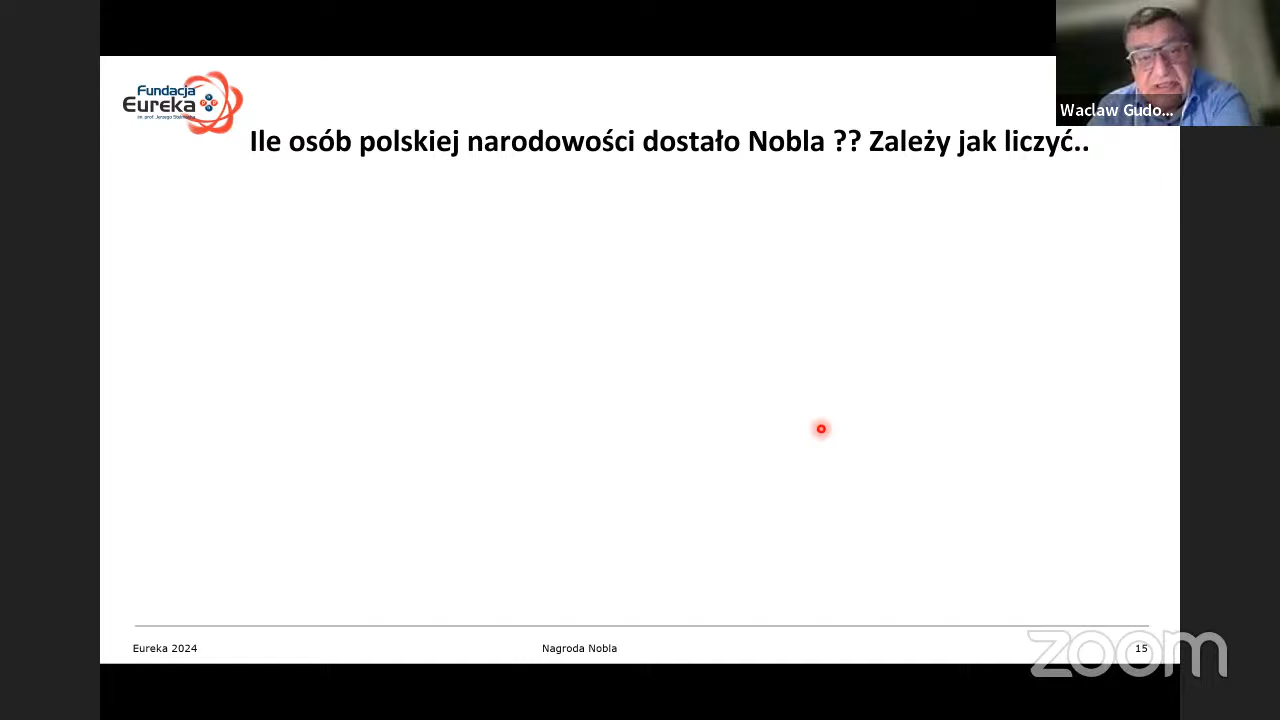 Fundacja
Eureka
Waclaw Gudo...
Ile osób polskiej narodowości dostało Nobla ?? Zależy jak liczyć..
Eureka 2024
Nagroda Nobla
15
zoom